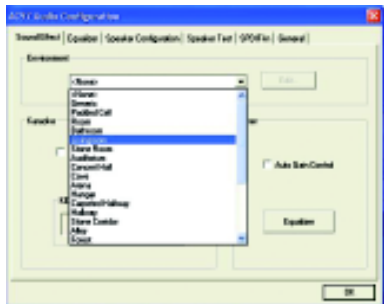 Audio Configuration
Sound Effect | Equalizer | Speaker Configuration | Speaker Test | S/PDIF-In | General
Environment
<None>
Edit...
<None>
Generic
Padded Cell
Room
Bathroom
Livingroom
Stone Room
Auditorium
Concert Hall
Cave
Arena
Hangar
Carpeted Hallway
Hallway
Stone Corridor
Alley
Forest
Karaoke
Auto Gain Control
Equalizer
OK